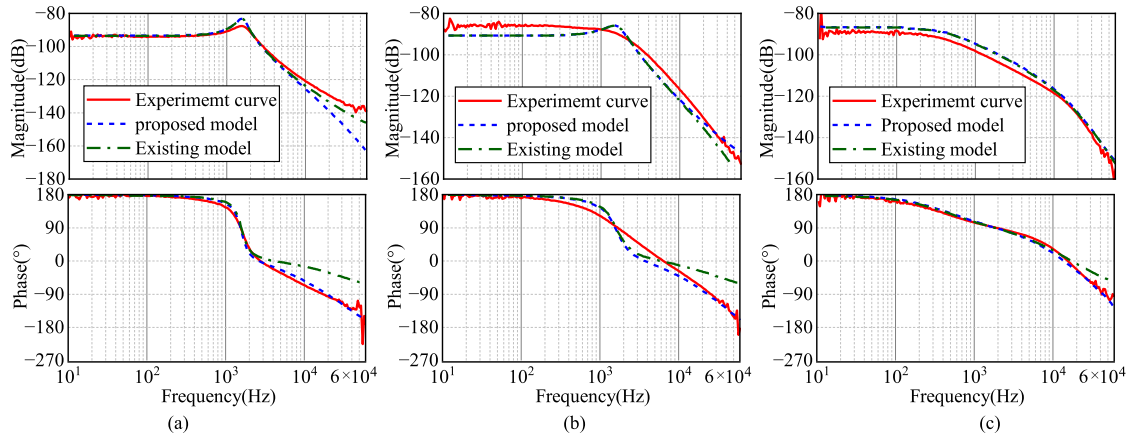 −80
−100
−120
−140
−160
−180
Magnitude(dB)
Experimemt curve
proposed model
Existing model
180
90
0
−90
−180
−270
Phase(°)
10¹
10²
10³
10⁴
6×10⁴
Frequency(Hz)
(a)
−80
−100
−120
−140
−160
Magnitude(dB)
Experimemt curve
proposed model
Existing model
180
90
0
−90
−180
−270
Phase(°)
10¹
10²
10³
10⁴
6×10⁴
Frequency(Hz)
(b)
−80
−100
−120
−140
−160
Magnitude(dB)
Experimemt curve
Proposed model
Existing model
180
90
0
−90
−180
−270
Phase(°)
10¹
10²
10³
10⁴
6×10⁴
Frequency(Hz)
(c)